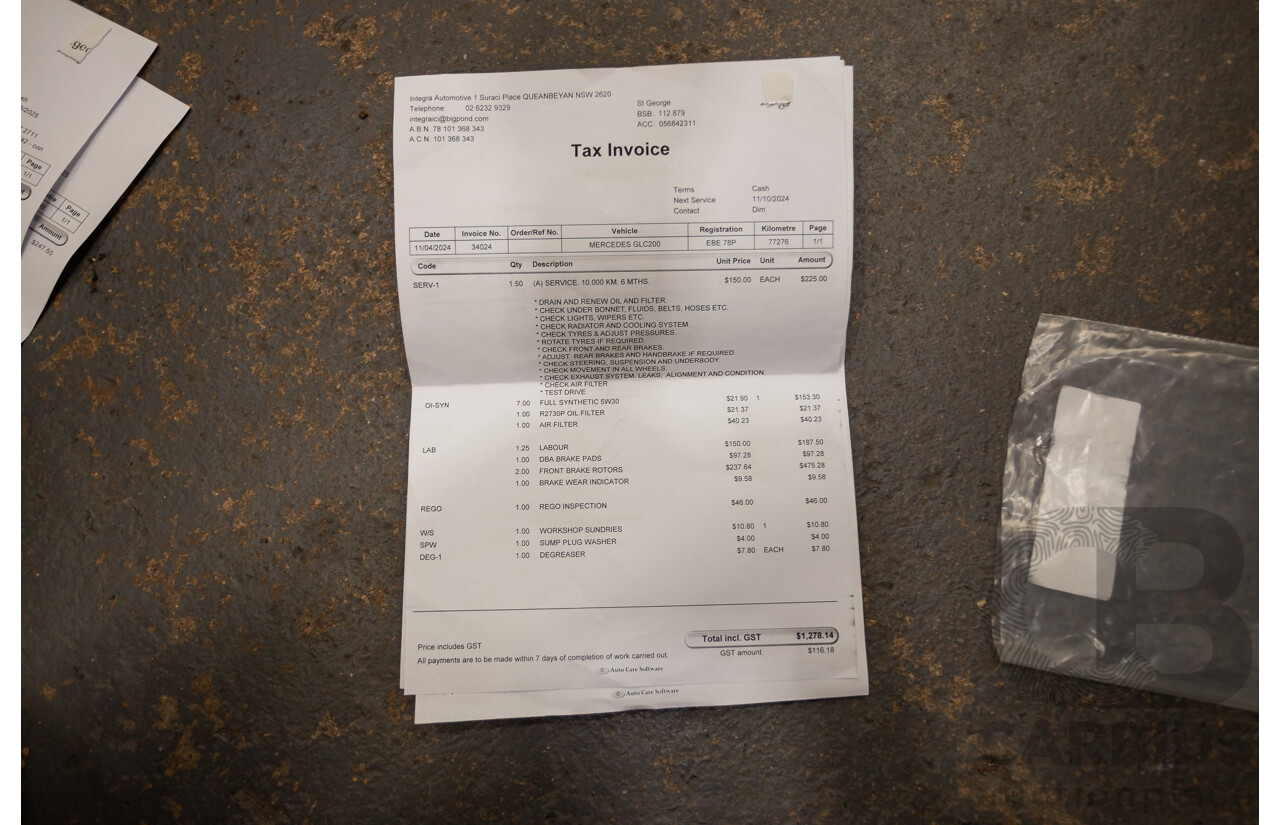 Integra Automotive 1 Suraci Place QUEANBEYAN NSW 2620
Telephone: 02 6232 9329
integraici@bigpond.com
A.B.N. 78 101 368 343
A.C.N. 101 368 343
St George
BSB: 112 879
ACC: 056842311
Tax Invoice
Terms Cash
Next Service 11/10/2024
Contact Dim
Date Invoice No. Order/Ref No. Vehicle Registration Kilometre Page
11/04/2024 34024 MERCEDES GLC200 EBE 78P 77276 1/1
Code Qty Description Unit Price Unit Amount
SERV-1 1.50 (A) SERVICE. 10,000 KM. 6 MTHS. $150.00 EACH $225.00
* DRAIN AND RENEW OIL AND FILTER.
* CHECK UNDER BONNET, FLUIDS, BELTS, HOSES ETC.
* CHECK LIGHTS, WIPERS ETC.
* CHECK RADIATOR AND COOLING SYSTEM.
* CHECK TYRES & ADJUST PRESSURES.
* ROTATE TYRES IF REQUIRED.
* CHECK FRONT AND REAR BRAKES.
* ADJUST REAR BRAKES AND HANDBRAKE IF REQUIRED.
* CHECK STEERING, SUSPENSION AND UNDERBODY.
* CHECK MOVEMENT IN ALL WHEELS.
* CHECK EXHAUST SYSTEM, LEAKS, ALIGNMENT AND CONDITION.
* CHECK AIR FILTER
* TEST DRIVE
OI-SYN 7.00 FULL SYNTHETIC 5W30 $21.90 1 $153.30
1.00 R2730P OIL FILTER $21.37 $21.37
1.00 AIR FILTER $40.23 $40.23
LAB 1.25 LABOUR $150.00 $187.50
1.00 DBA BRAKE PADS $97.28 $97.28
2.00 FRONT BRAKE ROTORS $237.64 $475.28
1.00 BRAKE WEAR INDICATOR $9.58 $9.58
REGO 1.00 REGO INSPECTION $46.00 $46.00
W/S 1.00 WORKSHOP SUNDRIES $10.80 1 $10.80
SPW 1.00 SUMP PLUG WASHER $4.00 $4.00
DEG-1 1.00 DEGREASER $7.80 EACH $7.80
Price includes GST
All payments are to be made within 7 days of completion of work carried out.
Total incl. GST $1,278.14
GST amount $116.18
Auto Care Software
Auto Care Software
Page
1/1
Page
1/1
Amount
$247.50